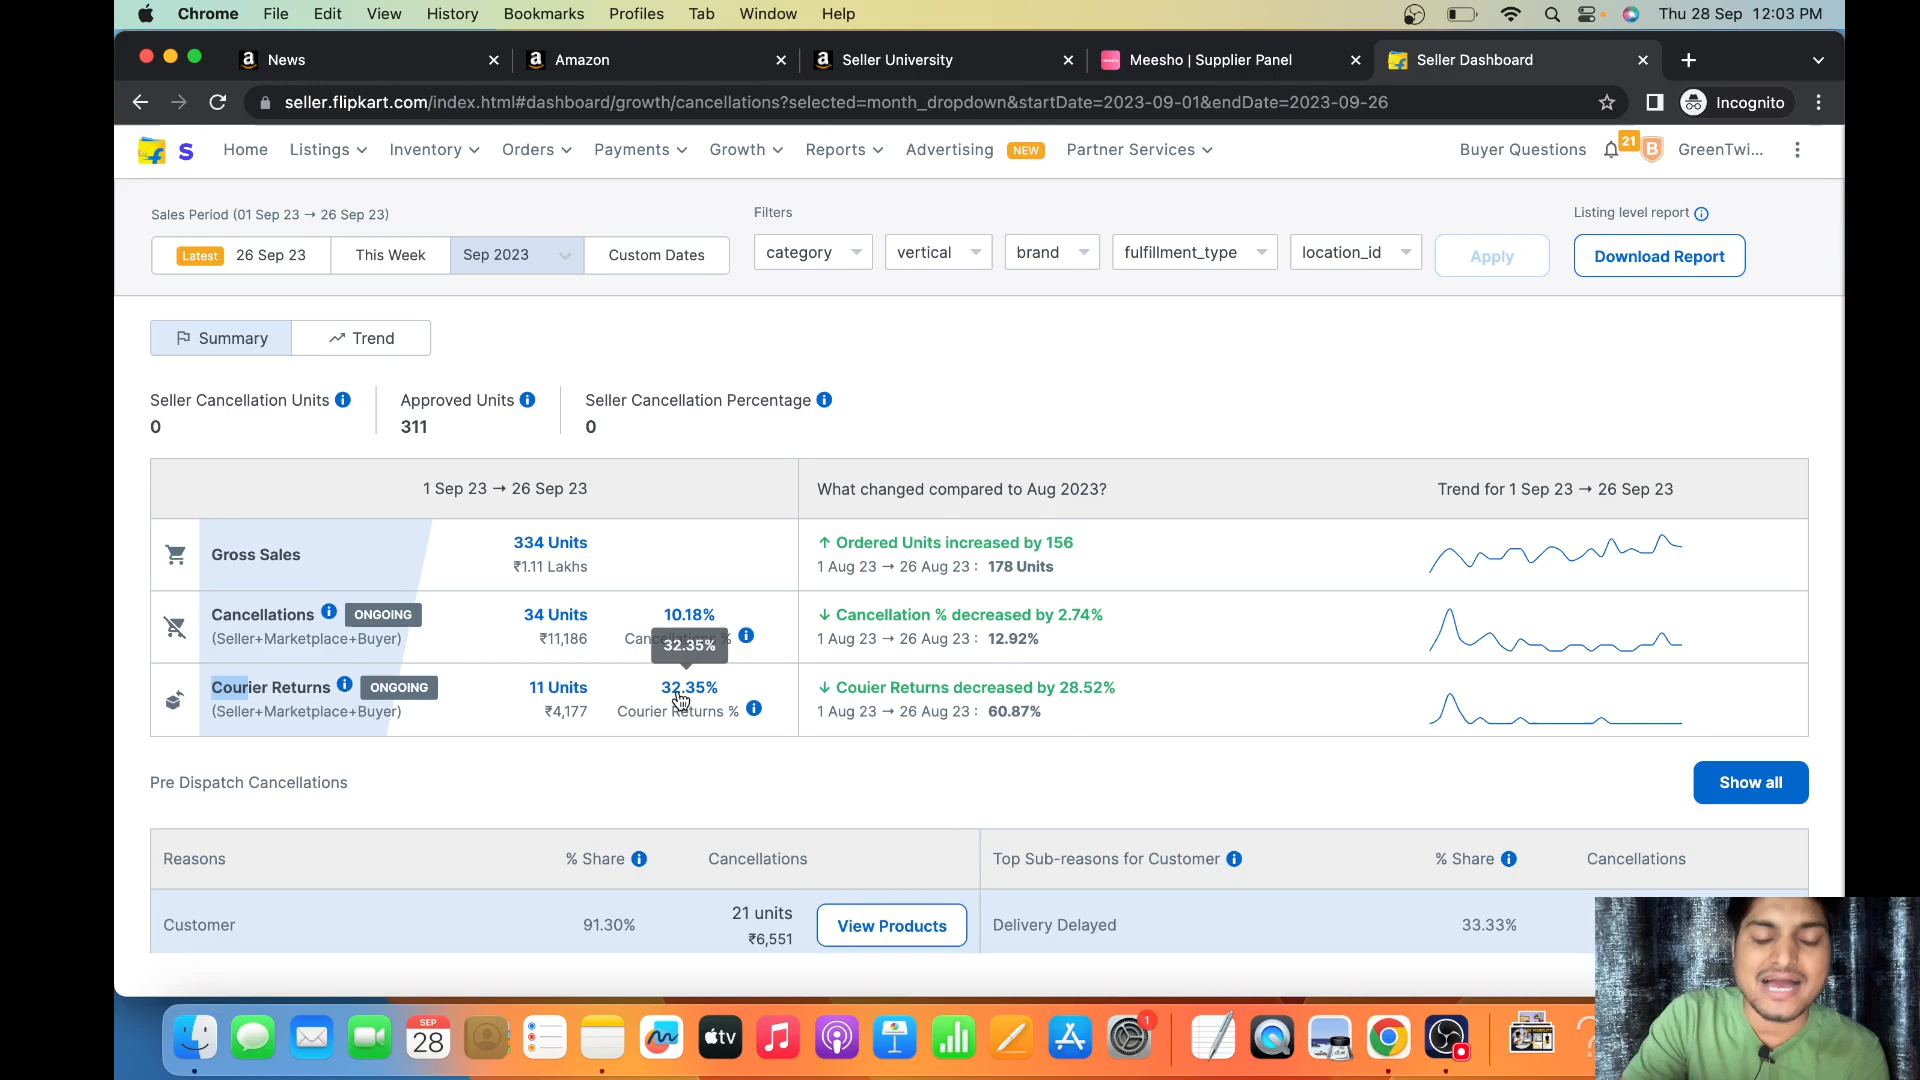 Chrome File Edit View History Bookmarks Profiles Tab Window Help Thu 28 Sep 12:03 PM
News Amazon Seller University Meesho | Supplier Panel Seller Dashboard
seller.flipkart.com/index.html#dashboard/growth/cancellations?selected=month_dropdown&startDate=2023-09-01&endDate=2023-09-26 Incognito
Home Listings Inventory Orders Payments Growth Reports Advertising NEW Partner Services Buyer Questions 21 B GreenTwi...
Sales Period (01 Sep 23 → 26 Sep 23) Filters Listing level report
Latest 26 Sep 23 This Week Sep 2023 Custom Dates category vertical brand fulfillment_type location_id Apply Download Report
Summary Trend
Seller Cancellation Units Approved Units Seller Cancellation Percentage
0 311 0
1 Sep 23 → 26 Sep 23 What changed compared to Aug 2023? Trend for 1 Sep 23 → 26 Sep 23
Gross Sales 334 Units ↑ Ordered Units increased by 156
₹1.11 Lakhs 1 Aug 23 → 26 Aug 23 : 178 Units
Cancellations ONGOING 34 Units 10.18% ↓ Cancellation % decreased by 2.74%
(Seller+Marketplace+Buyer) ₹11,186 % 1 Aug 23 → 26 Aug 23 : 12.92%
32.35%
Courier Returns ONGOING 11 Units 32.35% ↓ Couier Returns decreased by 28.52%
(Seller+Marketplace+Buyer) ₹4,177 Courier Returns % 1 Aug 23 → 26 Aug 23 : 60.87%
Pre Dispatch Cancellations Show all
Reasons % Share Cancellations Top Sub-reasons for Customer % Share Cancellations
Customer 91.30% 21 units View Products Delivery Delayed 33.33%
₹6,551
SEP
28
tv
1